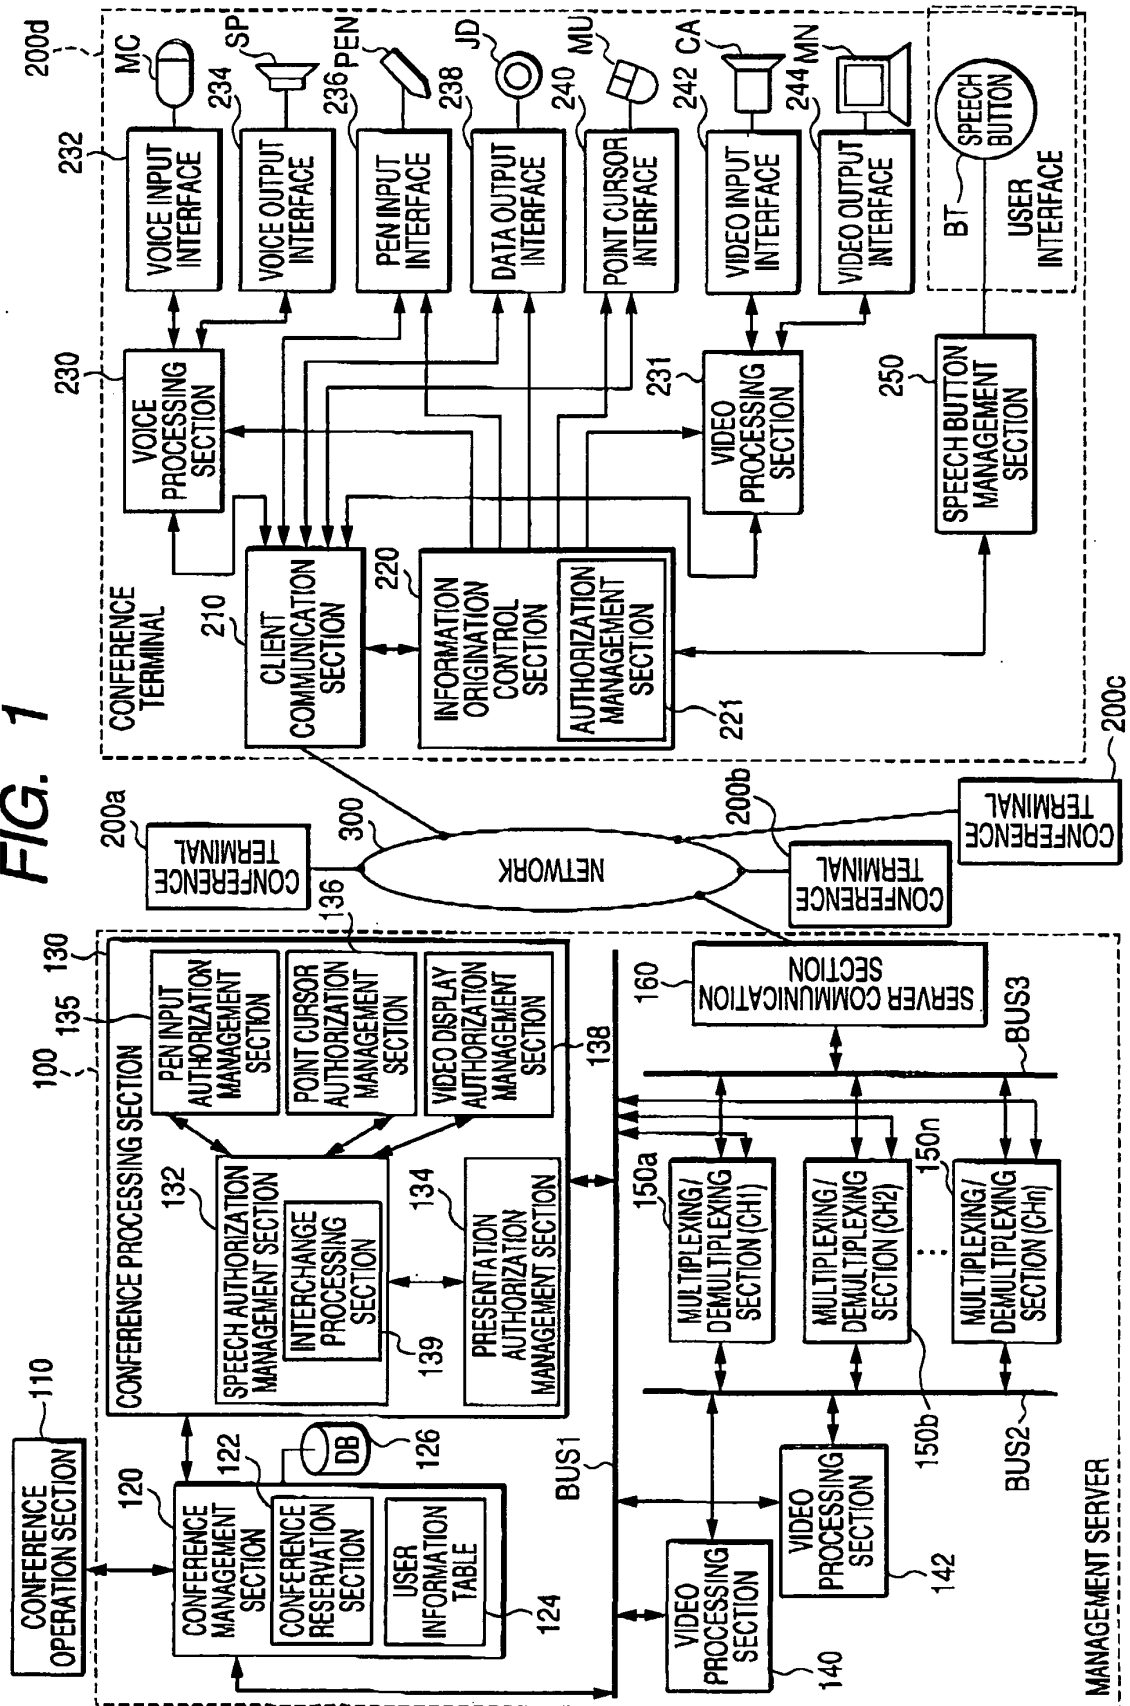 FIG. 1
CONFERENCE
OPERATION SECTION
110
100
120
CONFERENCE
MANAGEMENT
SECTION
122
CONFERENCE
RESERVATION
SECTION
USER
INFORMATION
TABLE
124
DB
126
130
CONFERENCE PROCESSING SECTION
132
SPEECH AUTHORIZATION
MANAGEMENT SECTION
INTERCHANGE
PROCESSING
SECTION
139
134
PRESENTATION
AUTHORIZATION
MANAGEMENT SECTION
135
PEN INPUT
AUTHORIZATION
MANAGEMENT
SECTION
136
POINT CURSOR
AUTHORIZATION
MANAGEMENT
SECTION
VIDEO DISPLAY
AUTHORIZATION
MANAGEMENT
SECTION
138
BUS1
VIDEO
PROCESSING
SECTION
140
VIDEO
PROCESSING
SECTION
142
BUS2
150a
MULTIPLEXING/
DEMULTIPLEXING
SECTION (CH1)
MULTIPLEXING/
DEMULTIPLEXING
SECTION (CH2)
150b
150n
MULTIPLEXING/
DEMULTIPLEXING
SECTION (CHn)
BUS3
160
SERVER COMMUNICATION
SECTION
MANAGEMENT SERVER
200a
CONFERENCE
TERMINAL
300
NETWORK
200b
CONFERENCE
TERMINAL
200c
CONFERENCE
TERMINAL
200d
CONFERENCE
TERMINAL
210
CLIENT
COMMUNICATION
SECTION
220
INFORMATION
ORIGINATION
CONTROL
SECTION
AUTHORIZATION
MANAGEMENT
SECTION
221
230
VOICE
PROCESSING
SECTION
231
VIDEO
PROCESSING
SECTION
250
SPEECH BUTTON
MANAGEMENT
SECTION
232
VOICE INPUT
INTERFACE
MC
234
VOICE OUTPUT
INTERFACE
SP
236
PEN INPUT
INTERFACE
PEN
238
DATA OUTPUT
INTERFACE
JD
240
POINT CURSOR
INTERFACE
MU
242
VIDEO INPUT
INTERFACE
CA
244
VIDEO OUTPUT
INTERFACE
MN
BT
SPEECH
BUTTON
USER
INTERFACE